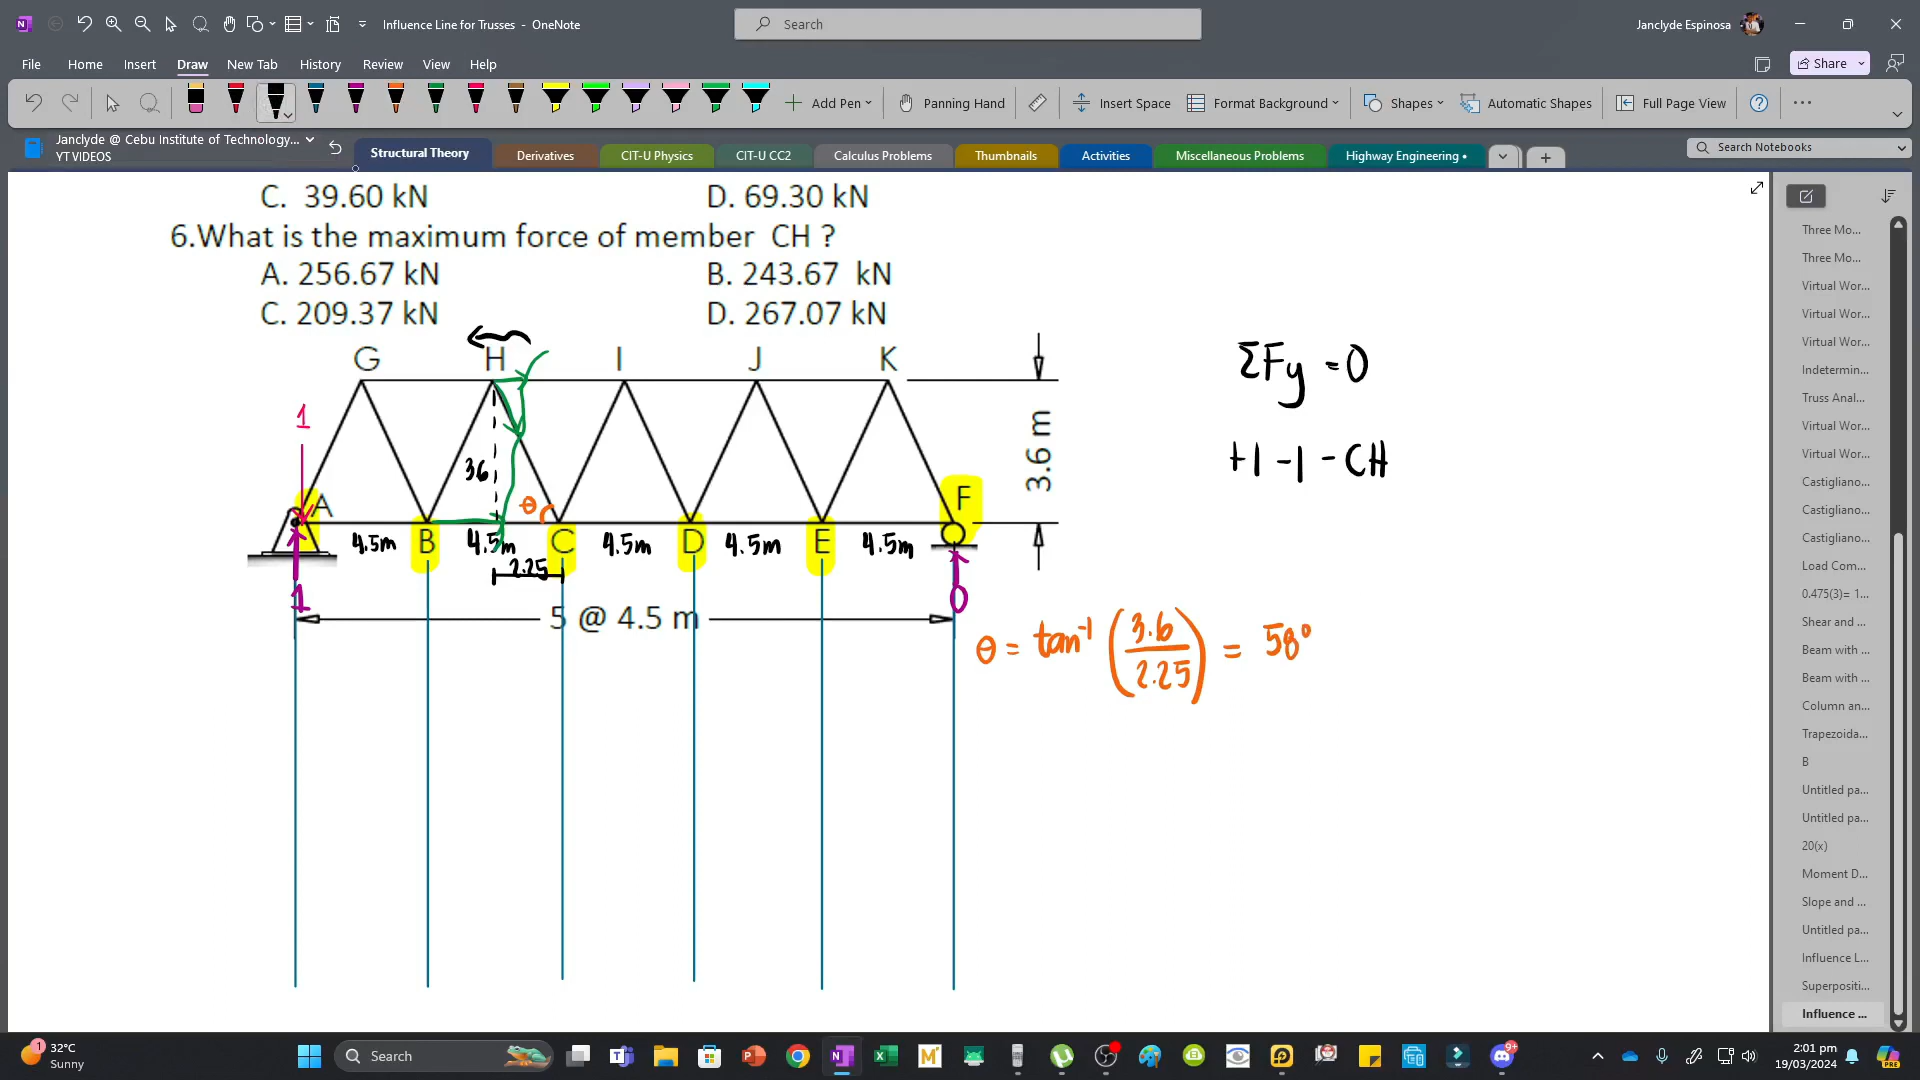 Influence Line for Trusses - OneNote
Search
Janclyde Espinosa
File Home Insert Draw New Tab History Review View Help
Share
Add Pen
Panning Hand
Insert Space
Format Background
Shapes
Automatic Shapes
Full Page View
Janclyde @ Cebu Institute of Technology...
YT VIDEOS
Structural Theory
Derivatives
CIT-U Physics
CIT-U CC2
Calculus Problems
Thumbnails
Activities
Miscellaneous Problems
Highway Engineering •
Search Notebooks
C. 39.60 kN
D. 69.30 kN
6.What is the maximum force of member CH ?
A. 256.67 kN
B. 243.67 kN
C. 209.37 kN
D. 267.07 kN
G H I J K
1
3.6
θ
A
F
3.6 m
4.5m B 4.5m C 4.5m D 4.5m E 4.5m
2.25
1
0
5 @ 4.5 m
ΣFy = 0
+1 -1 - CH
θ = tan⁻¹ (3.6/2.25) = 58°
Three Mo...
Three Mo...
Virtual Wor...
Virtual Wor...
Virtual Wor...
Indetermin...
Truss Anal...
Virtual Wor...
Virtual Wor...
Castigliano...
Castigliano...
Castigliano...
Load Com...
0.475(3)= 1...
Shear and ...
Beam with ...
Beam with ...
Column an...
Trapezoida...
B
Untitled pa...
Untitled pa...
20(x)
Moment D...
Slope and ...
Untitled pa...
Influence L...
Superpositi...
Influence ...
32°C
Sunny
Search
2:01 pm
19/03/2024